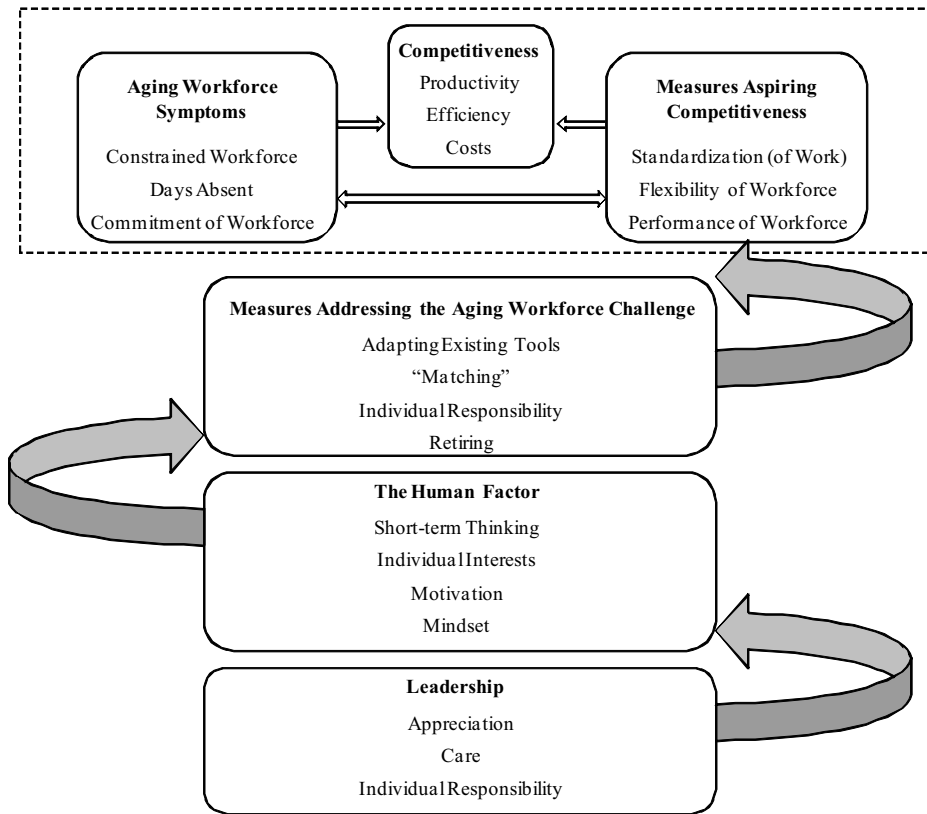 Competitiveness
Productivity
Efficiency
Costs
Aging Workforce
Symptoms
Constrained Workforce
Days Absent
Commitment of Workforce
Measures Aspiring
Competitiveness
Standardization (of Work)
Flexibility of Workforce
Performance of Workforce
Measures Addressing the Aging Workforce Challenge
Adapting Existing Tools
“Matching”
Individual Responsibility
Retiring
The Human Factor
Short-term Thinking
Individual Interests
Motivation
Mindset
Leadership
Appreciation
Care
Individual Responsibility